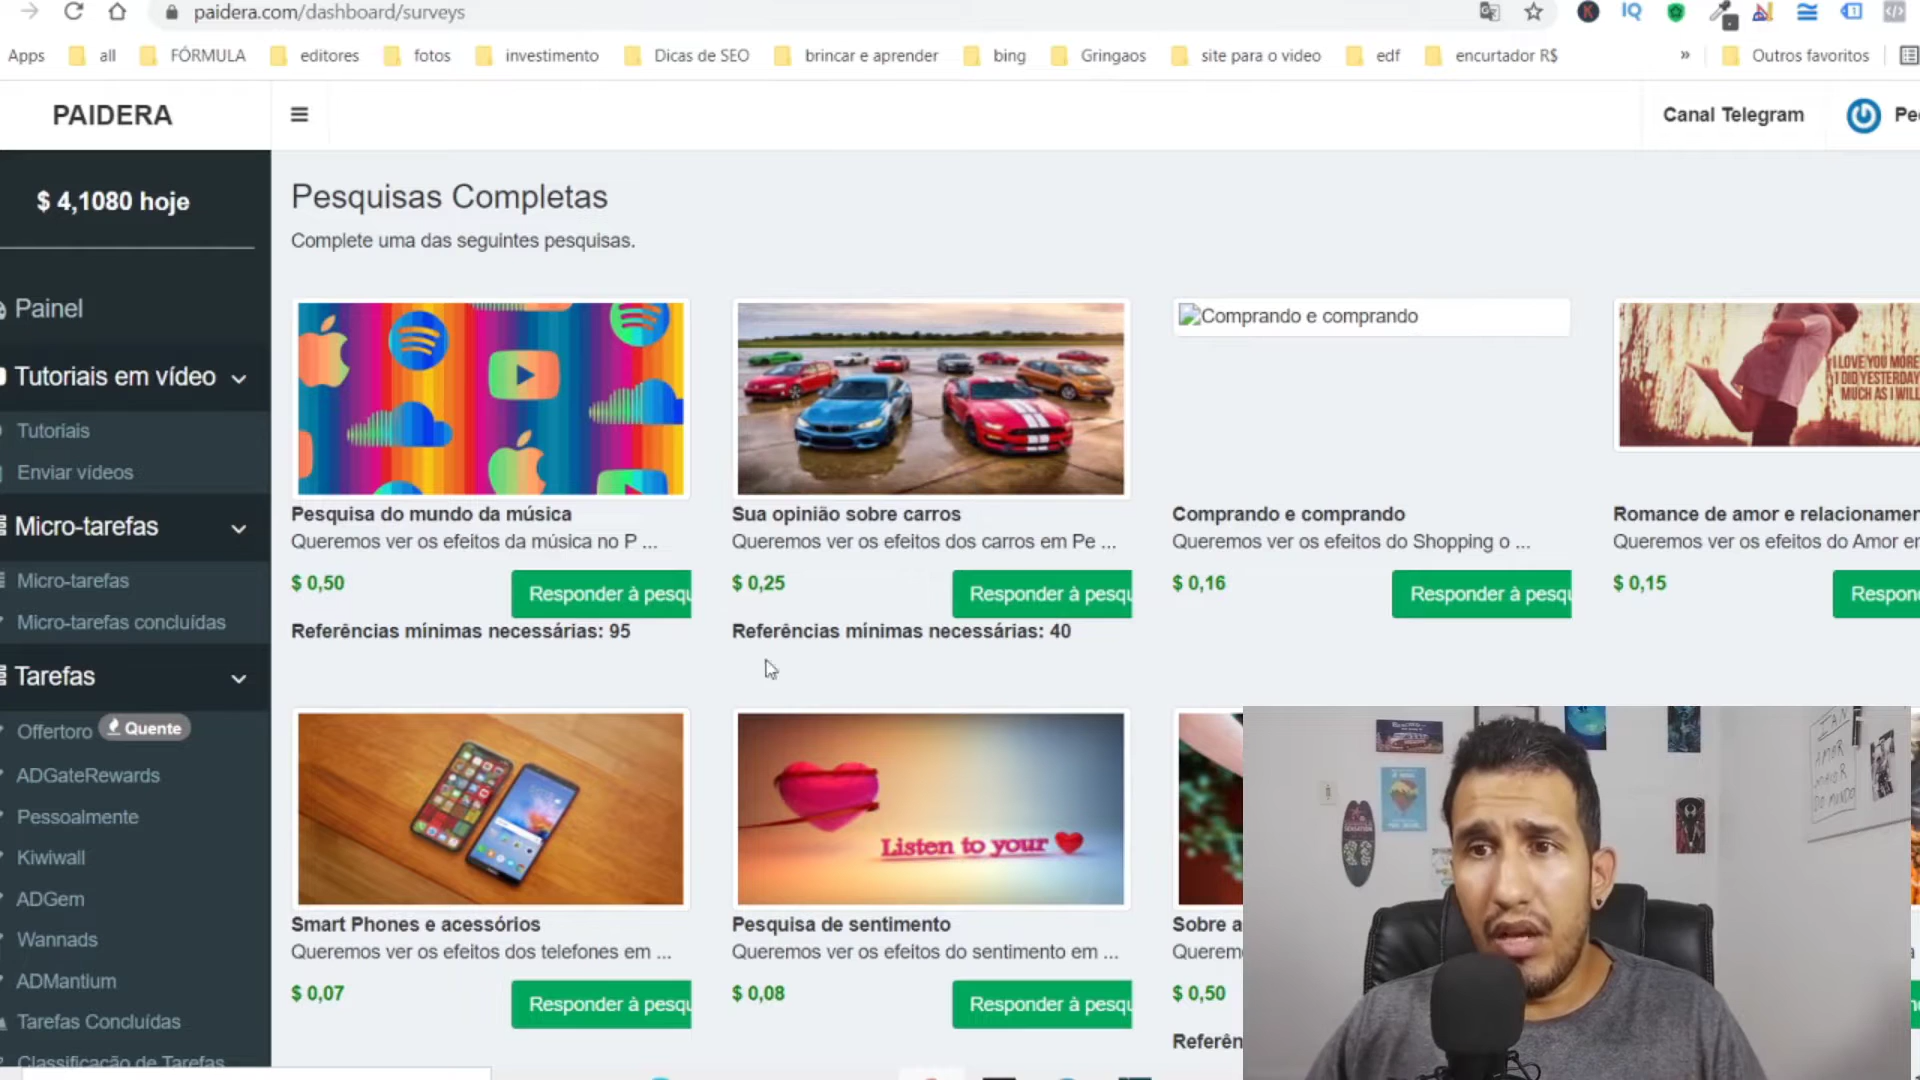 paidera.com/dashboard/surveys
Apps all FÓRMULA editores fotos investimento Dicas de SEO brincar e aprender bing Gringaos site para o video edf encurtador R$ » Outros favoritos
PAIDERA
Canal Telegram
$ 4,1080 hoje
Painel
Tutoriais em vídeo
Tutoriais
Enviar vídeos
Micro-tarefas
Micro-tarefas
Micro-tarefas concluídas
Tarefas
Offertoro Quente
ADGateRewards
Pessoalmente
Kiwiwall
ADGem
Wannads
ADMantium
Tarefas Concluídas
Classificação de Tarefas
Pesquisas Completas
Complete uma das seguintes pesquisas.
Pesquisa do mundo da música
Queremos ver os efeitos da música no P ...
$ 0,50
Responder à pesqu
Referências mínimas necessárias: 95
Sua opinião sobre carros
Queremos ver os efeitos dos carros em Pe ...
$ 0,25
Responder à pesqu
Referências mínimas necessárias: 40
Comprando e comprando
Comprando e comprando
Queremos ver os efeitos do Shopping o ...
$ 0,16
Responder à pesqu
I LOVE YOU MORE
I DID YESTERDAY
MUCH AS I WILL
Romance de amor e relacionamen
Queremos ver os efeitos do Amor e
$ 0,15
Respon
Smart Phones e acessórios
Queremos ver os efeitos dos telefones em ...
$ 0,07
Responder à pesqu
Listen to your
Pesquisa de sentimento
Queremos ver os efeitos do sentimento em ...
$ 0,08
Responder à pesqu
Sobre a
Querem
$ 0,50
Referên
AMAR
MAIOR
DO MUNDO